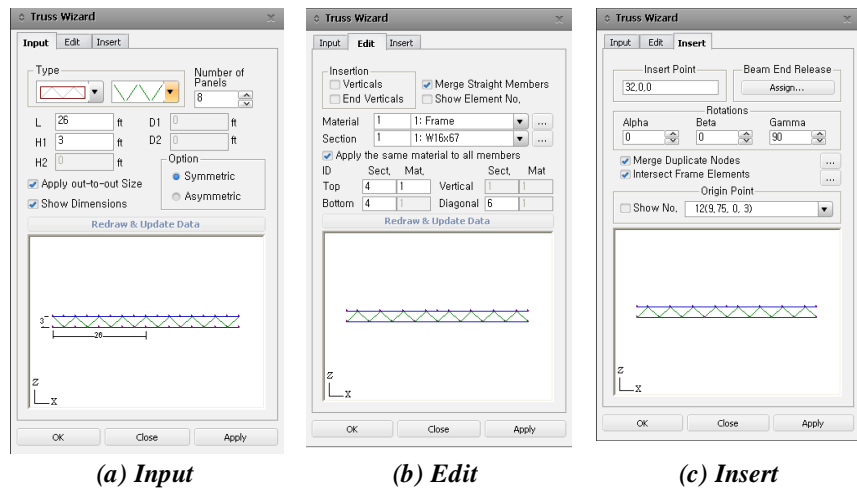 Truss Wizard
Input Edit Insert
Type
Number of
Panels
8
L 26 ft D1 0 ft
H1 3 ft D2 0 ft
H2 0 ft
Option
Symmetric
Asymmetric
Apply out-to-out Size
Show Dimensions
Redraw & Update Data
3
26
Z
X
OK Close Apply
(a) Input
Truss Wizard
Input Edit Insert
Insertion
Verticals
End Verticals
Merge Straight Members
Show Element No,
Material 1 1: Frame ...
Section 1 1: W16x67 ...
Apply the same material to all members
ID Sect, Mat, Sect, Mat
Top 4 1 Vertical 1 1
Bottom 4 1 Diagonal 6 1
Redraw & Update Data
Z
X
OK Close Apply
(b) Edit
Truss Wizard
Input Edit Insert
Insert Point
32,0,0
Beam End Release
Assign...
Rotations
Alpha Beta Gamma
0 0 90
Merge Duplicate Nodes ...
Intersect Frame Elements ...
Origin Point
Show No, 12(9,75, 0, 3)
Z
X
OK Close Apply
(c) Insert